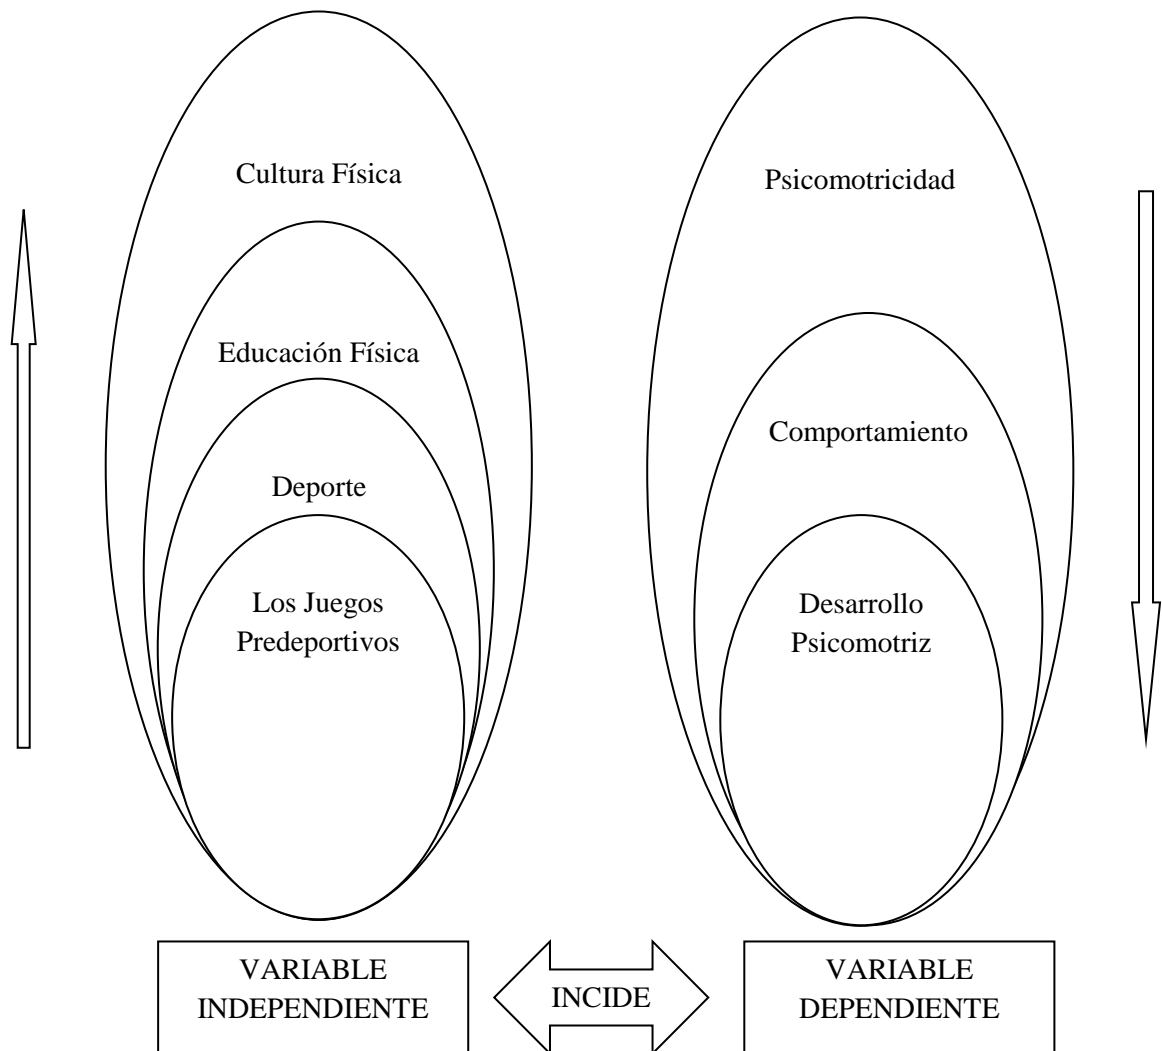 Cultura Física
Educación Física
Deporte
Los Juegos
Predeportivos
Psicomotricidad
Comportamiento
Desarrollo
Psicomotriz
VARIABLE
INDEPENDIENTE
INCIDE
VARIABLE
DEPENDIENTE